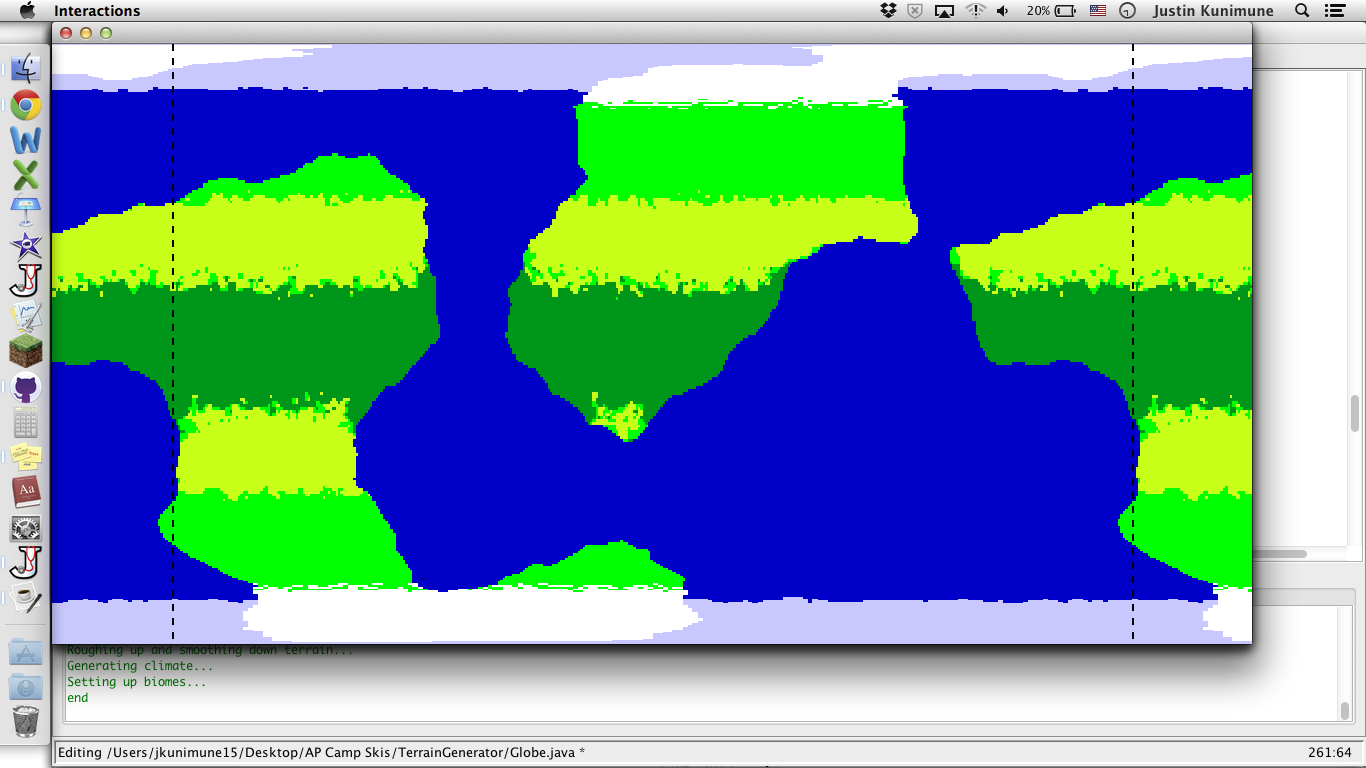 Interactions
20%
Justin Kunimune
Roughing up and smoothing down terrain...
Generating climate...
Setting up biomes...
end
Editing /Users/jkunimune15/Desktop/AP Camp Skis/TerrainGenerator/Globe.java *
261:64